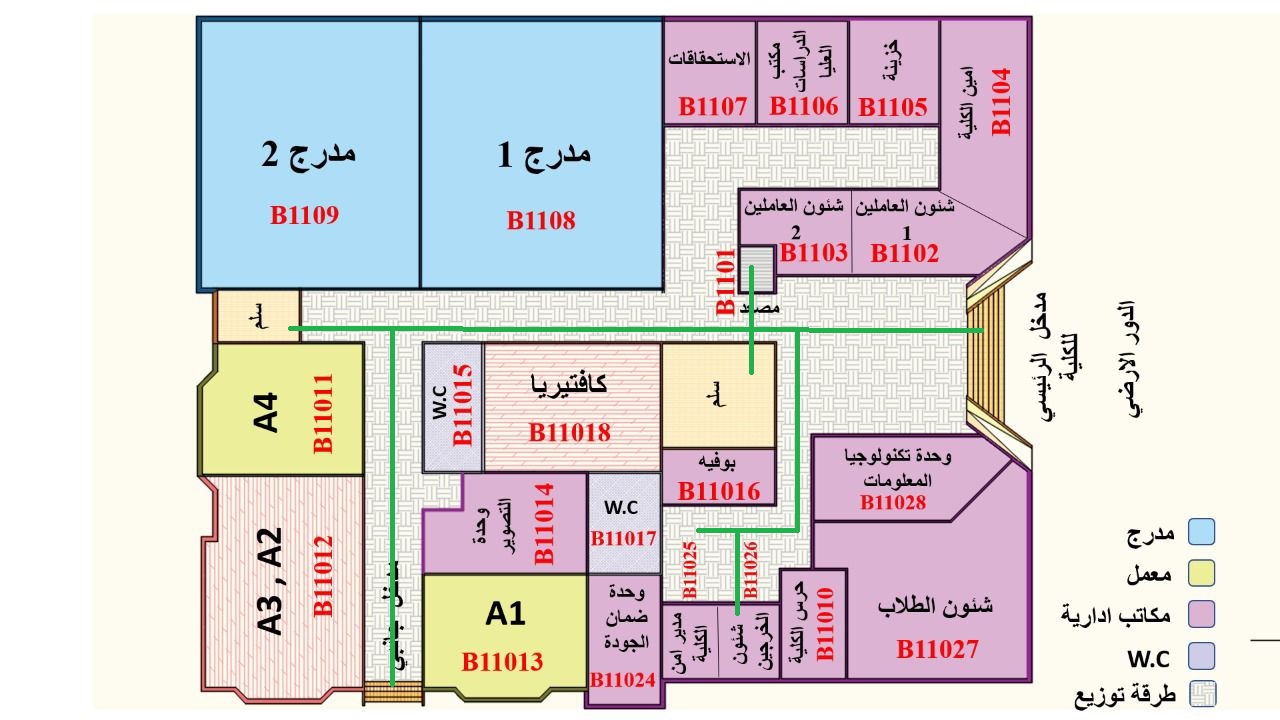 الاستحقاقات
B1107
مكتب
الدراسات
العليا
B1106
خزينة
B1105
امين الكلية
B1104
مدرج 2
B1109
مدرج 1
B1108
شئون العاملين
2
B1103
شئون العاملين
1
B1102
B1101
مصعد
سلم
مدخل الرئيسي
للكلية
الدور الارضي
A4
B11011
W.C
B11015
كافتيريا
B11018
سلم
بوفيه
B11016
وحدة تكنولوجيا
المعلومات
B11028
A3 , A2
B11012
مدخل جانبي
وحدة
التصوير
B11014
W.C
B11017
B11025
B11026
A1
B11013
وحدة
ضمان
الجودة
B11024
مدير امن
الكلية
شئون
الخرجين
حرس الكلية
B11010
شئون الطلاب
B11027
مدرج
معمل
مكاتب ادارية
W.C
طرقة توزيع